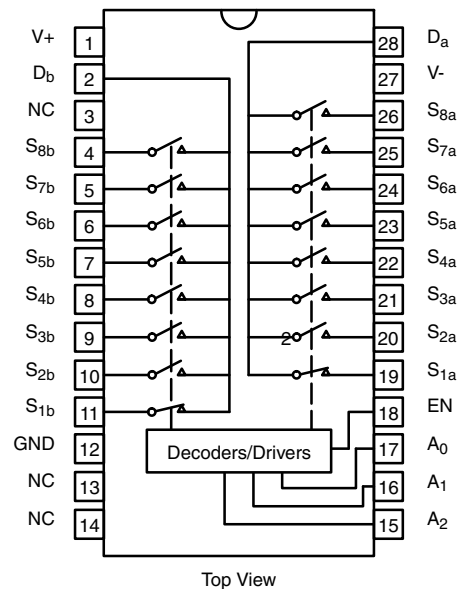 V+ 1 28 Da
Db 2 27 V-
NC 3 26 S8a
S8b 4 25 S7a
S7b 5 24 S6a
S6b 6 23 S5a
S5b 7 22 S4a
S4b 8 21 S3a
S3b 9 2 20 S2a
S2b 10 19 S1a
S1b 11 18 EN
GND 12 Decoders/Drivers 17 A0
NC 13 16 A1
NC 14 15 A2
Top View